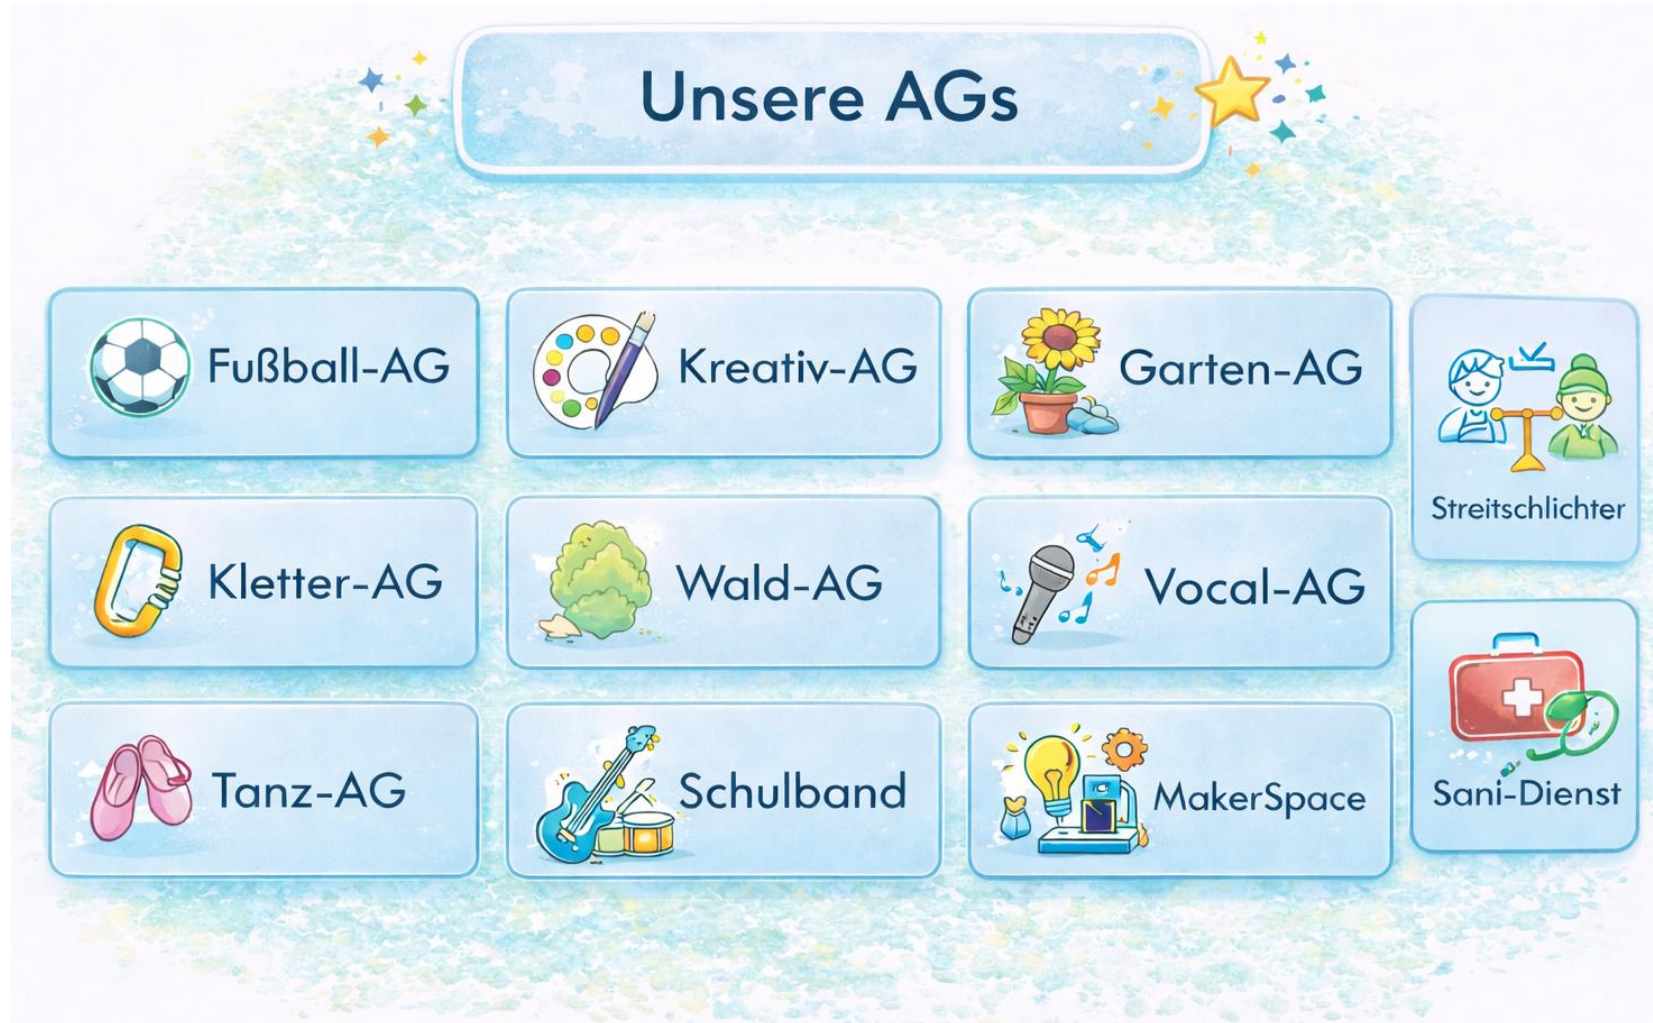 Unsere AGs
Fußball-AG
Kreativ-AG
Garten-AG
Streitschlichter
Kletter-AG
Wald-AG
Vocal-AG
Sani-Dienst
Tanz-AG
Schulband
MakerSpace